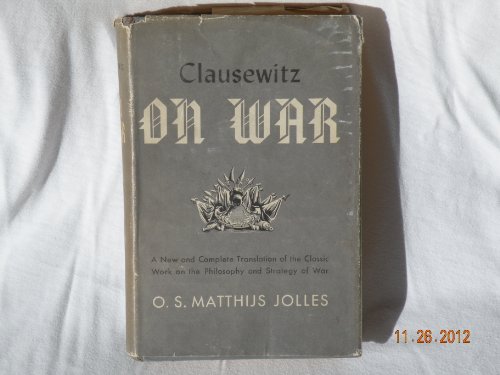 Clausewitz
ON WAR
A New and Complete Translation of the Classic
Work on the Philosophy and Strategy of War
O. S. MATTHIJS JOLLES
11.26.2012